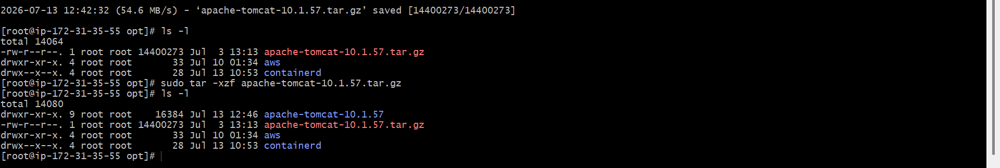 2026-07-13 12:42:32 (54.6 MB/s) - ‘apache-tomcat-10.1.57.tar.gz’ saved [14400273/14400273]

[root@ip-172-31-35-55 opt]# ls -l
total 14064
-rw-r--r--. 1 root root 14400273 Jul  3 13:13 apache-tomcat-10.1.57.tar.gz
drwxr-xr-x. 4 root root       33 Jul 10 01:34 aws
drwx--x--x. 4 root root       28 Jul 13 10:53 containerd
[root@ip-172-31-35-55 opt]# sudo tar -xzf apache-tomcat-10.1.57.tar.gz
[root@ip-172-31-35-55 opt]# ls -l
total 14080
drwxr-xr-x. 9 root root    16384 Jul 13 12:46 apache-tomcat-10.1.57
-rw-r--r--. 1 root root 14400273 Jul  3 13:13 apache-tomcat-10.1.57.tar.gz
drwxr-xr-x. 4 root root       33 Jul 10 01:34 aws
drwx--x--x. 4 root root       28 Jul 13 10:53 containerd
[root@ip-172-31-35-55 opt]#